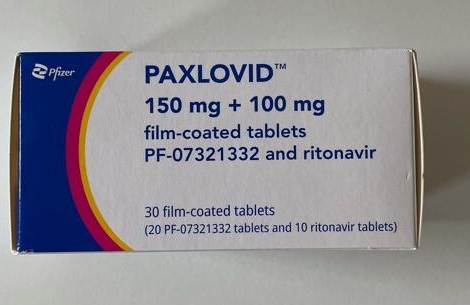 Pfizer
PAXLOVID™
150 mg + 100 mg
film-coated tablets
PF-07321332 and ritonavir
30 film-coated tablets
(20 PF-07321332 tablets and 10 ritonavir tablets)